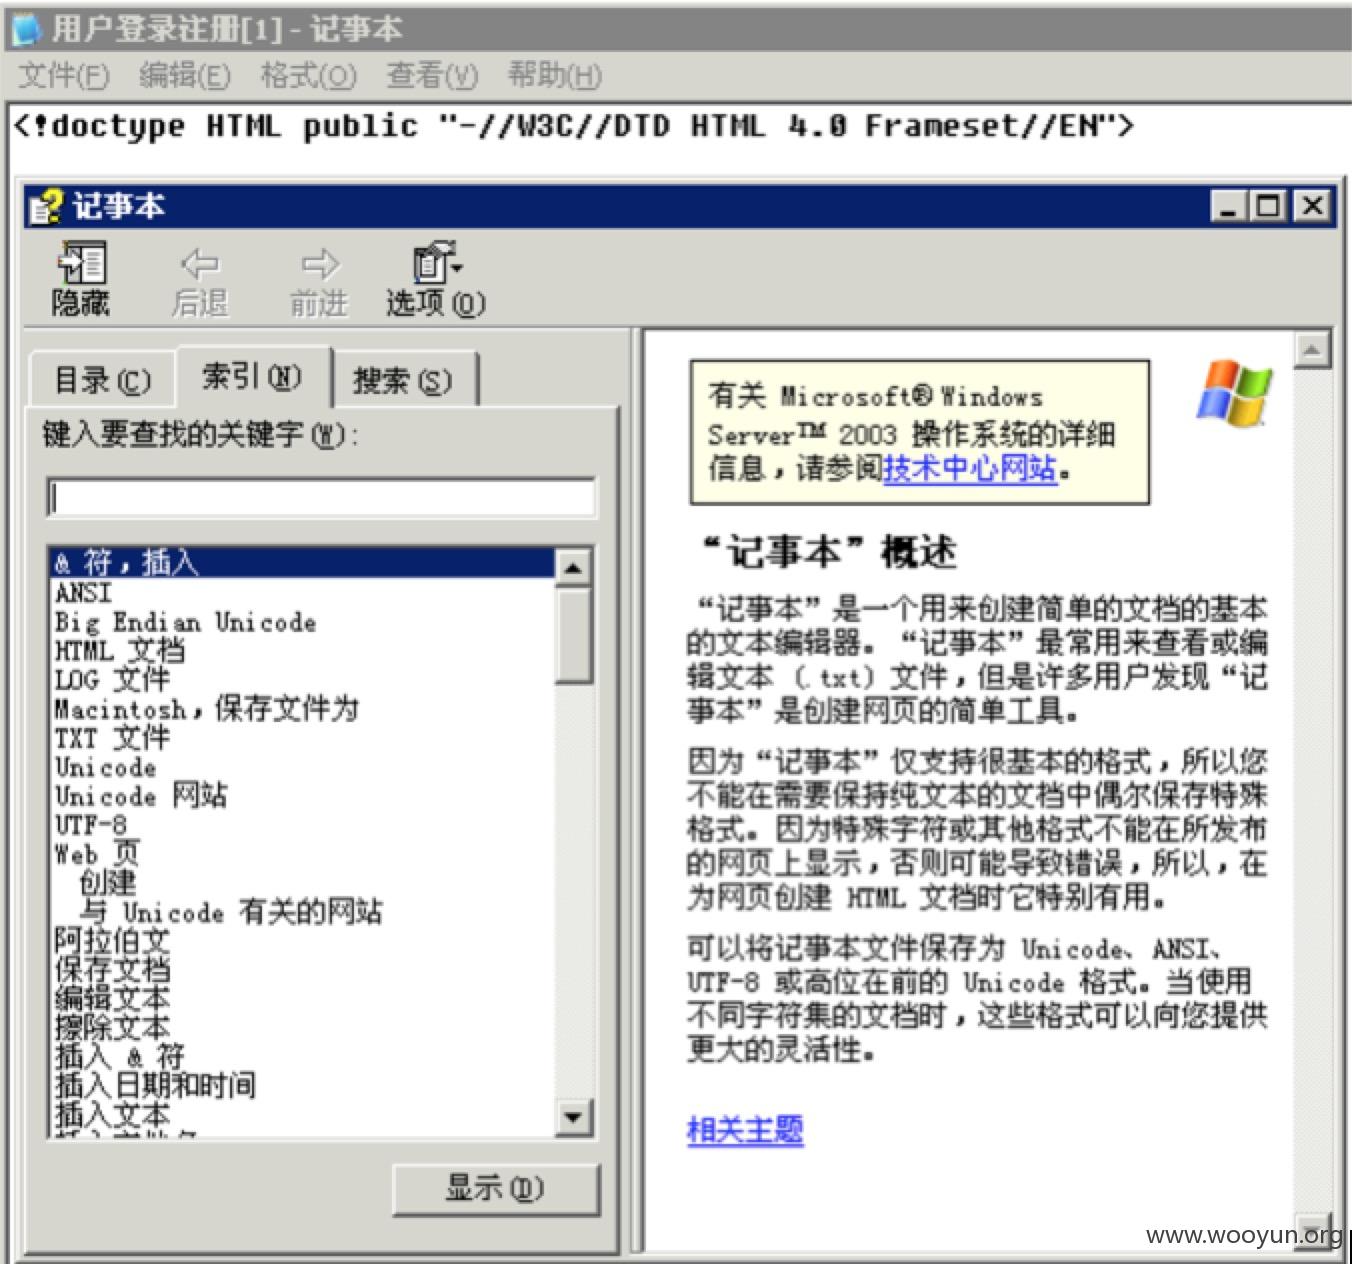 用户登录注册[1] - 记事本
文件(F) 编辑(E) 格式(O) 查看(V) 帮助(H)
<!doctype HTML public "-//W3C//DTD HTML 4.0 Frameset//EN">
记事本
隐藏 后退 前进 选项(O)
目录(C) 索引(N) 搜索(S)
键入要查找的关键字(W):
& 符，插入
ANSI
Big Endian Unicode
HTML 文档
LOG 文件
Macintosh，保存文件为
TXT 文件
Unicode
Unicode 网站
UTF-8
Web 页
创建
与 Unicode 有关的网站
阿拉伯文
保存文档
编辑文本
擦除文本
插入 & 符
插入日期和时间
插入文本
显示(D)
有关 Microsoft® Windows
Server™ 2003 操作系统的详细
信息，请参阅技术中心网站。
“记事本”概述
“记事本”是一个用来创建简单的文档的基本
的文本编辑器。“记事本”最常用来查看或编
辑文本 (.txt) 文件，但是许多用户发现“记
事本”是创建网页的简单工具。
因为“记事本”仅支持很基本的格式，所以您
不能在需要保持纯文本的文档中偶尔保存特殊
格式。因为特殊字符或其他格式不能在所发布
的网页上显示，否则可能导致错误，所以，在
为网页创建 HTML 文档时它特别有用。
可以将记事本文件保存为 Unicode、ANSI、
UTF-8 或高位在前的 Unicode 格式。当使用
不同字符集的文档时，这些格式可以向您提供
更大的灵活性。
相关主题
www.wooyun.org